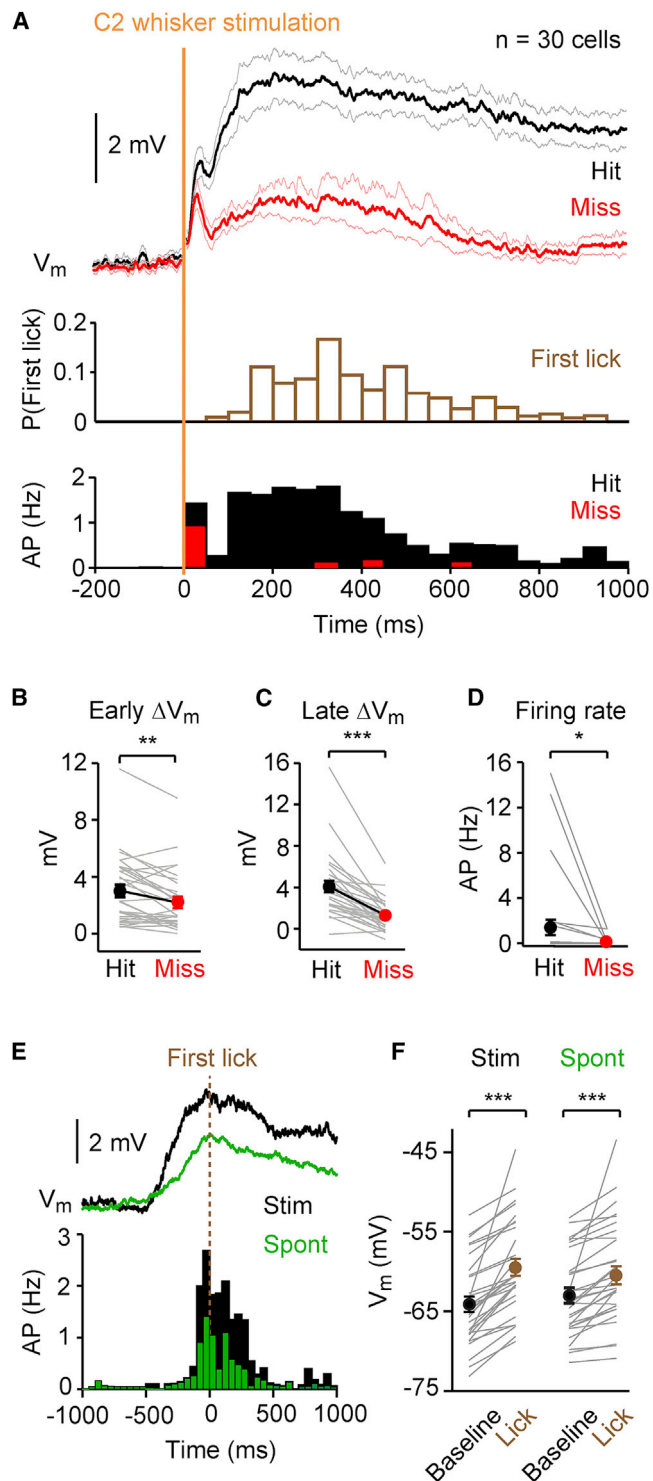 A
C2 whisker stimulation
n = 30 cells
2 mV
Hit
Miss
Vm
0.2
0.1
0
P(First lick)
First lick
2
1
0
AP (Hz)
Hit
Miss
-200 0 200 400 600 800 1000
Time (ms)
B
Early ΔVm
**
12
8
4
0
mV
Hit Miss
C
Late ΔVm
***
16
12
8
4
0
mV
Hit Miss
D
Firing rate
*
16
12
8
4
0
AP (Hz)
Hit Miss
E
First lick
2 mV
Vm
Stim
Spont
3
2
1
0
AP (Hz)
-1000 -500 0 500 1000
Time (ms)
F
Stim Spont
*** ***
-45
-55
-65
-75
Vm (mV)
Baseline Lick Baseline Lick